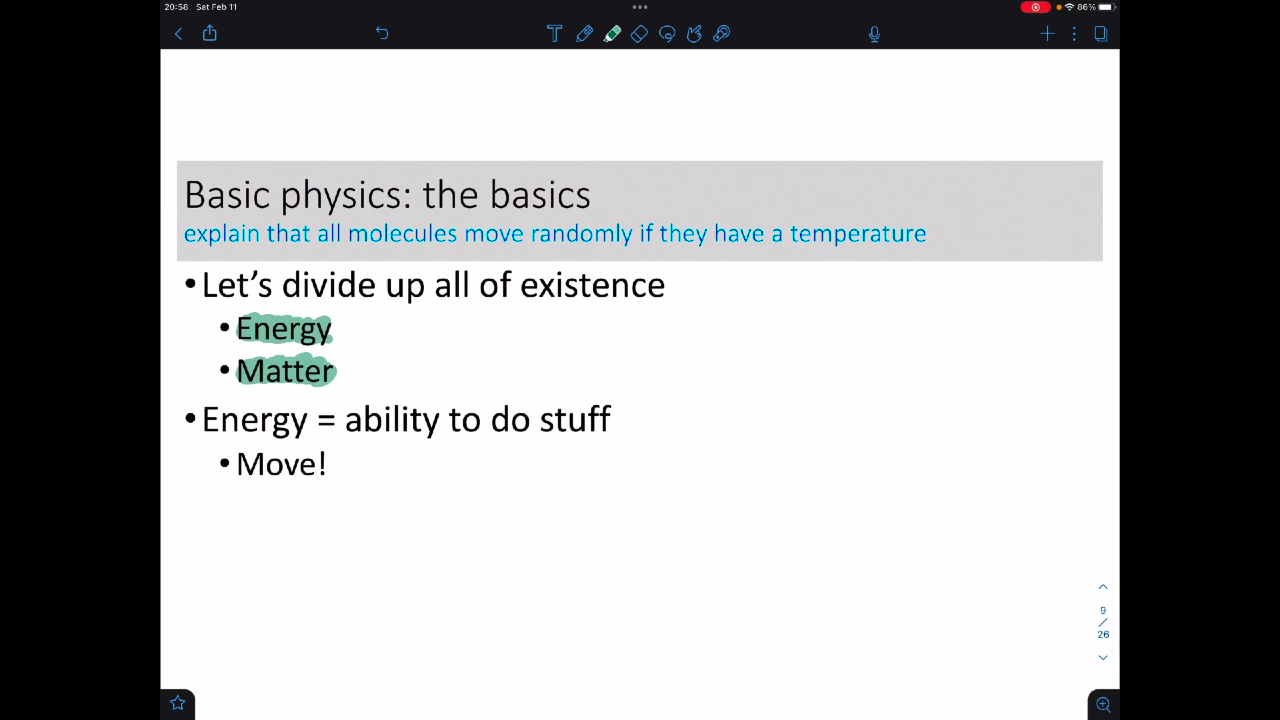 20:58 Sat Feb 11
86%
Basic physics: the basics
explain that all molecules move randomly if they have a temperature
•Let’s divide up all of existence
•Energy
•Matter
•Energy = ability to do stuff
•Move!
9
/
26